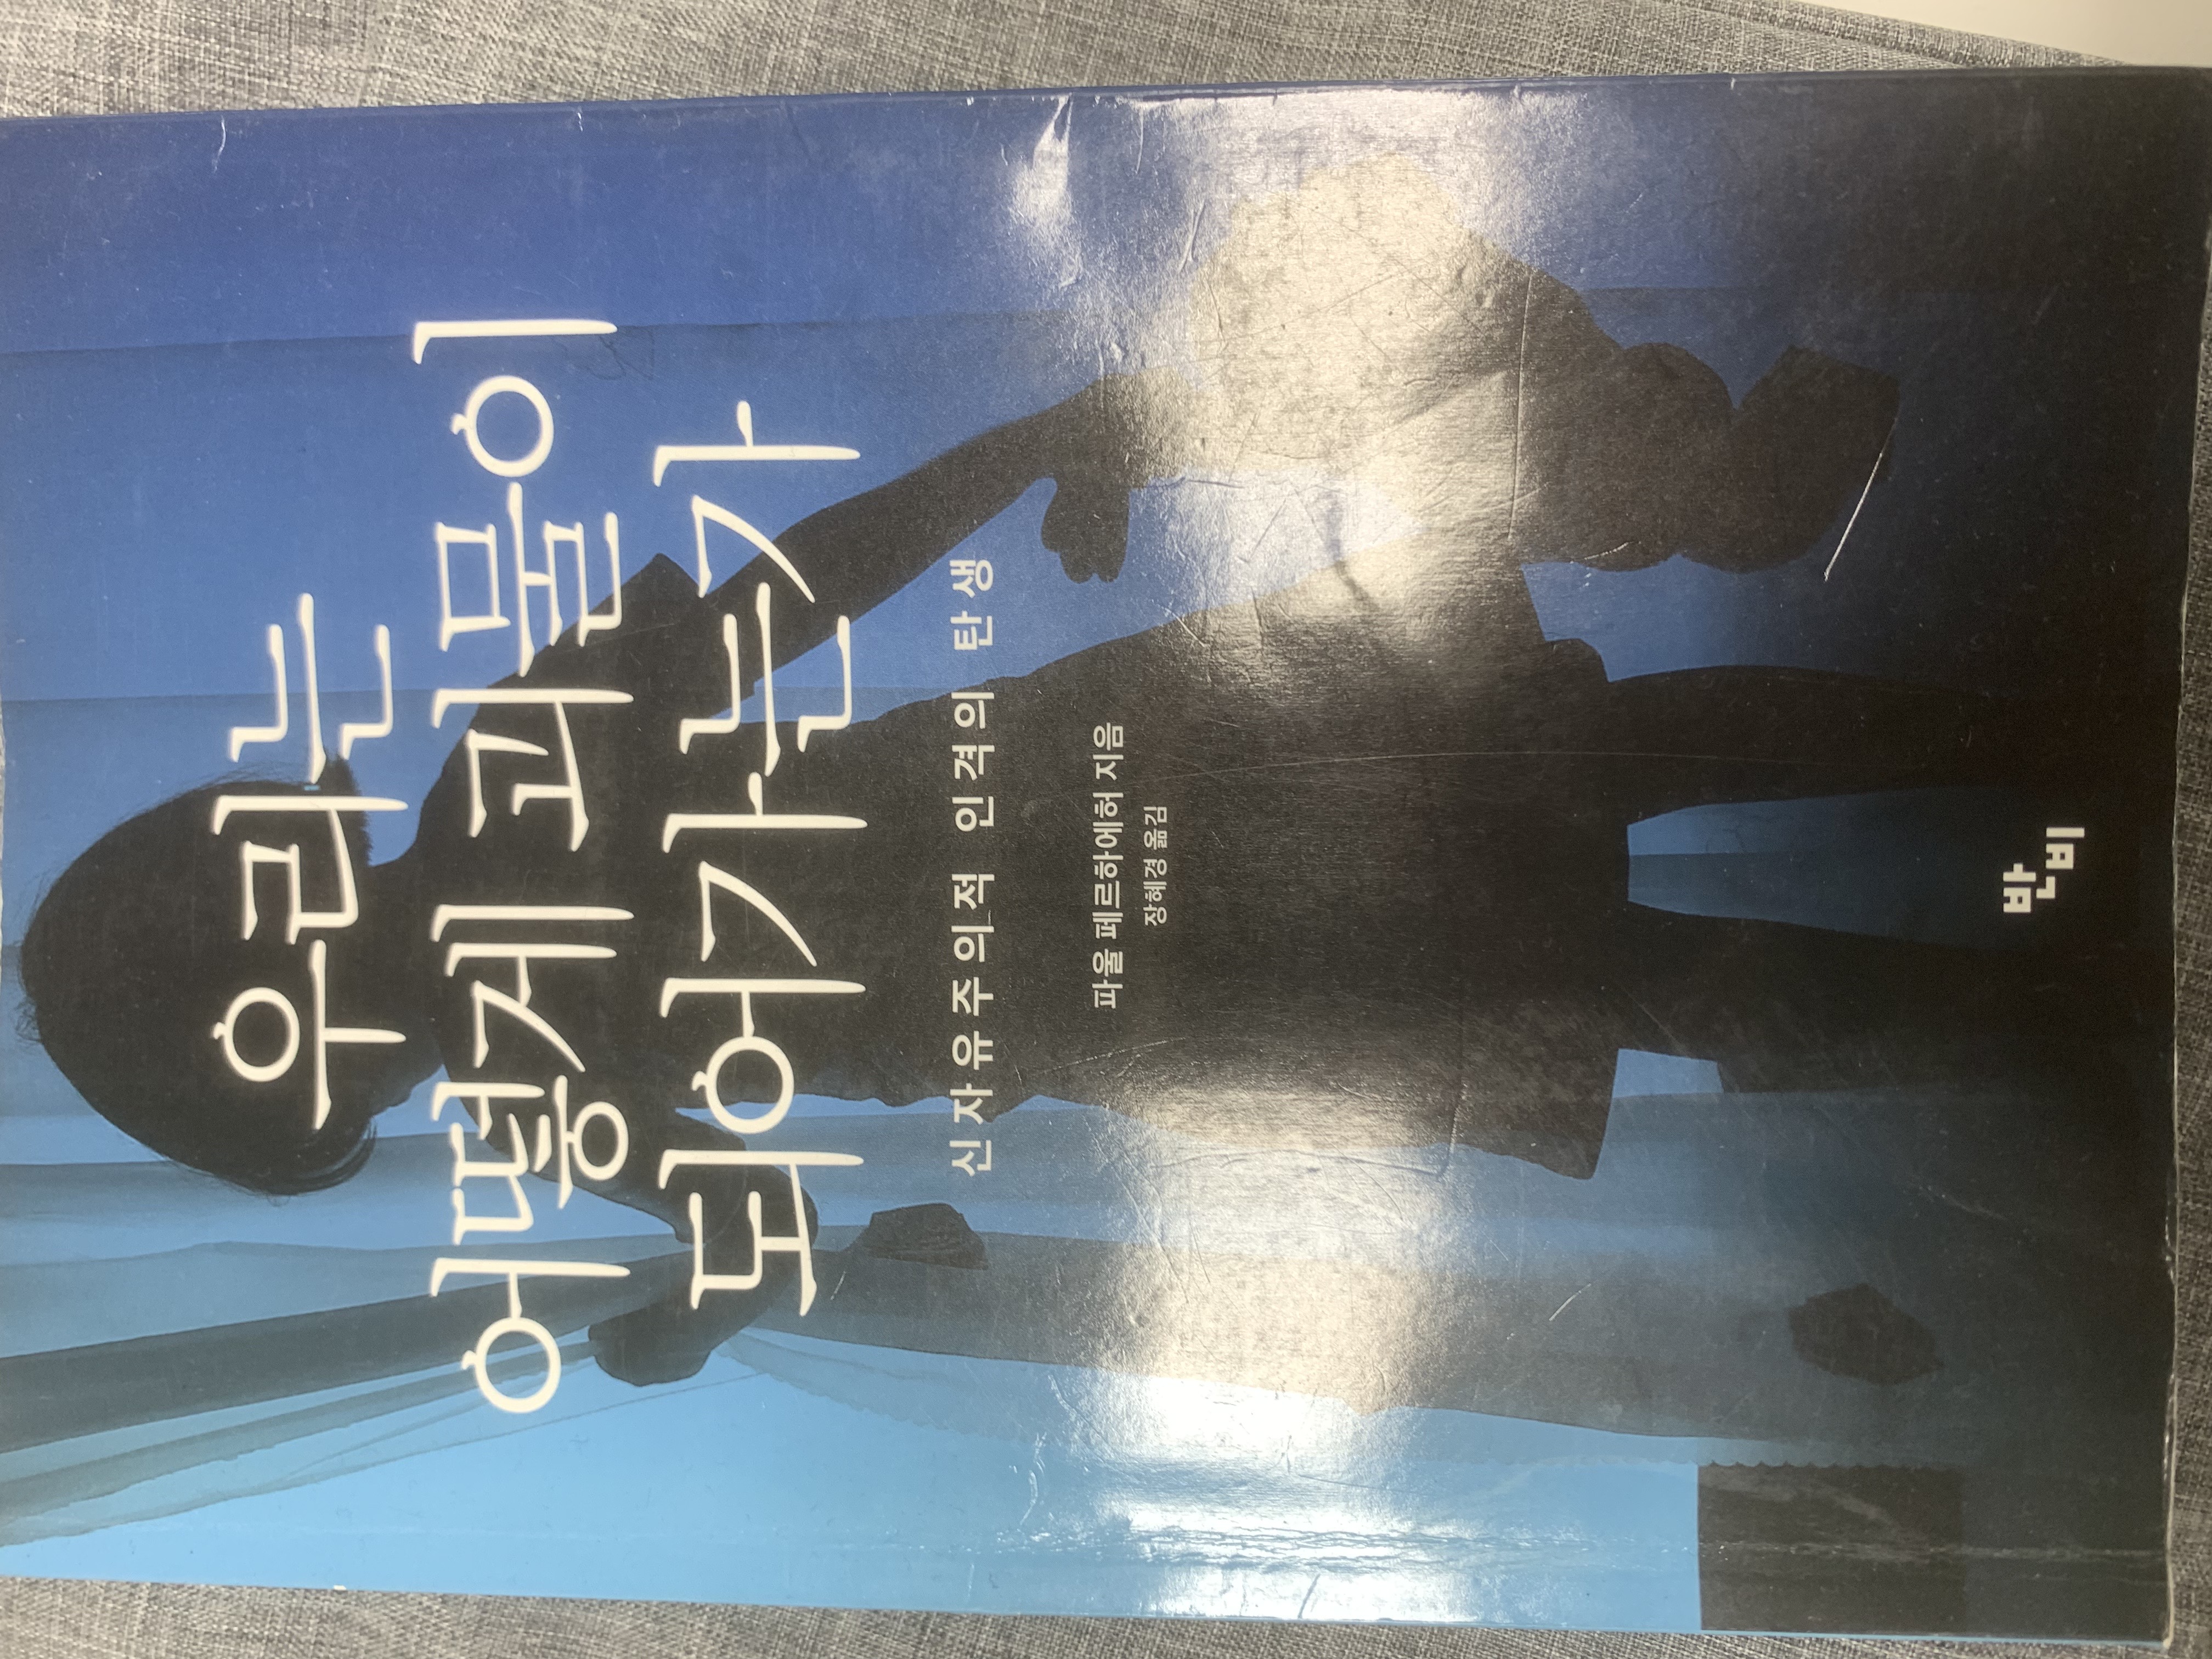 우리는
어떻게 괴물이
되어가는가
신자유주의적 인격의 탄생
파울 페르하에허 지음
장혜경 옮김
반비